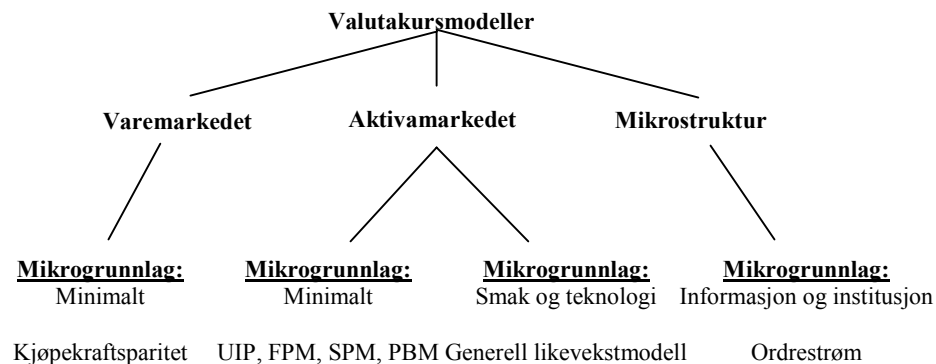 Valutakursmodeller
Varemarkedet Aktivamarkedet Mikrostruktur
Mikrogrunnlag: Mikrogrunnlag: Mikrogrunnlag: Mikrogrunnlag:
Minimalt Minimalt Smak og teknologi Informasjon og institusjon
Kjøpekraftsparitet UIP, FPM, SPM, PBM Generell likevekstmodell Ordrestrøm